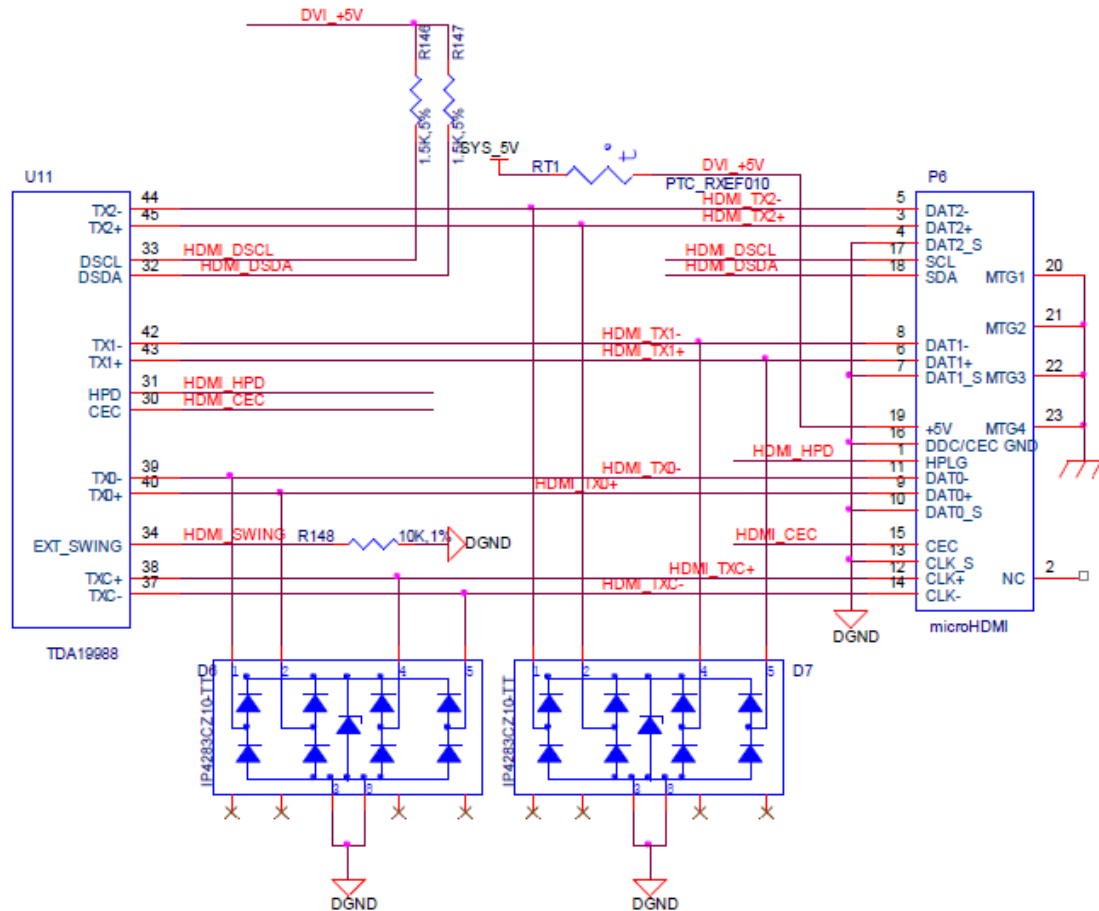 DVI_+5V
R146
R147
1.5K,5%
1.5K,5%
SYS_5V
RT1
t
DVI_+5V
PTC_RXEF010
U11
P6
44
TX2-
HDMI_TX2-
5
DAT2-
45
TX2+
HDMI_TX2+
3
DAT2+
4
DAT2_S
33
DSCL
HDMI_DSCL
HDMI_DSCL
17
SCL
32
DSDA
HDMI_DSDA
HDMI_DSDA
18
SDA
MTG1
20
MTG2
21
42
TX1-
HDMI_TX1-
8
DAT1-
43
TX1+
HDMI_TX1+
6
DAT1+
7
DAT1_S
MTG3
22
31
HPD
HDMI_HPD
30
CEC
HDMI_CEC
19
+5V
MTG4
23
16
DDC/CEC GND
HDMI_HPD
1
HPLG
39
TX0-
HDMI_TX0-
11
DAT0-
40
TX0+
HDMI_TX0+
9
DAT0+
10
DAT0_S
34
EXT_SWING
HDMI_SWING
R148
10K,1%
DGND
HDMI_CEC
15
CEC
13
CLK_S
38
TXC+
HDMI_TXC+
12
CLK+
NC
2
37
TXC-
HDMI_TXC-
14
CLK-
DGND
microHDMI
TDA19988
D6
1
2
4
5
1
2
4
5
D7
IP4283CZ10-TT
IP4283CZ10-TT
3
8
3
8
DGND
DGND